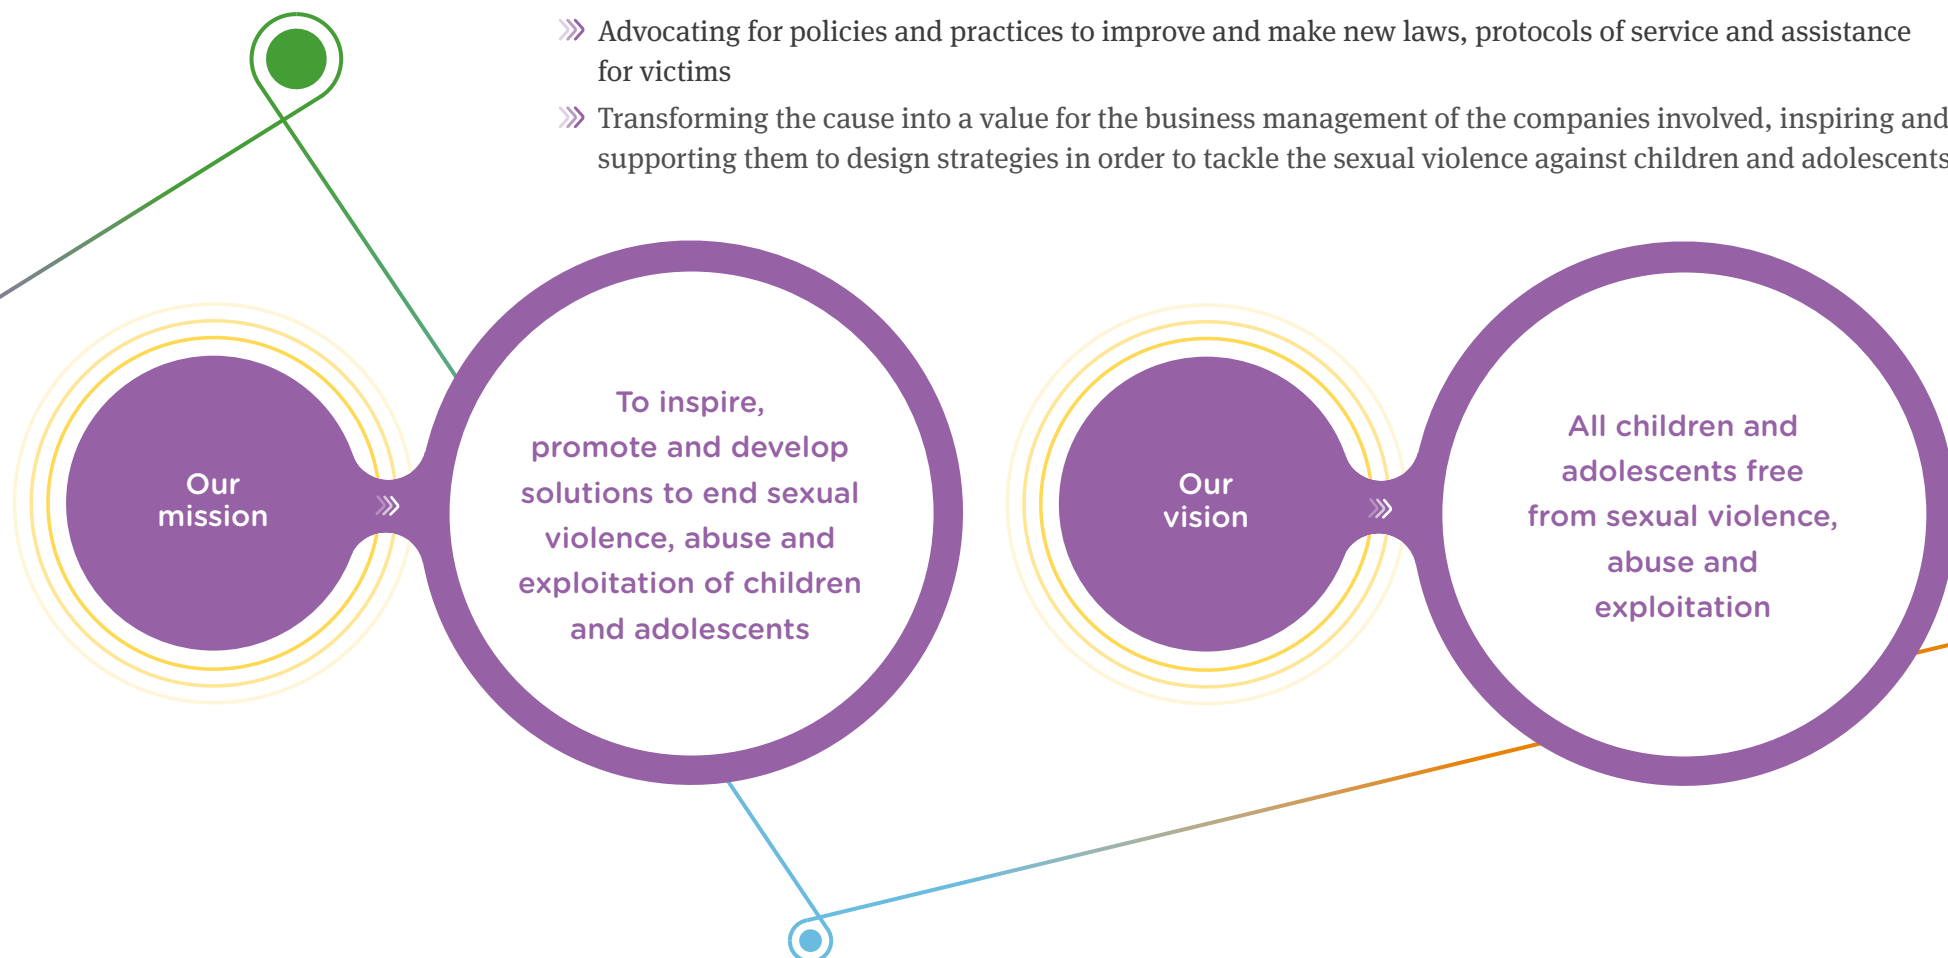 Advocating for policies and practices to improve and make new laws, protocols of service and assistance
for victims
Transforming the cause into a value for the business management of the companies involved, inspiring and
supporting them to design strategies in order to tackle the sexual violence against children and adolescents
Our
mission
To inspire,
promote and develop
solutions to end sexual
violence, abuse and
exploitation of children
and adolescents
Our
vision
All children and
adolescents free
from sexual violence,
abuse and
exploitation